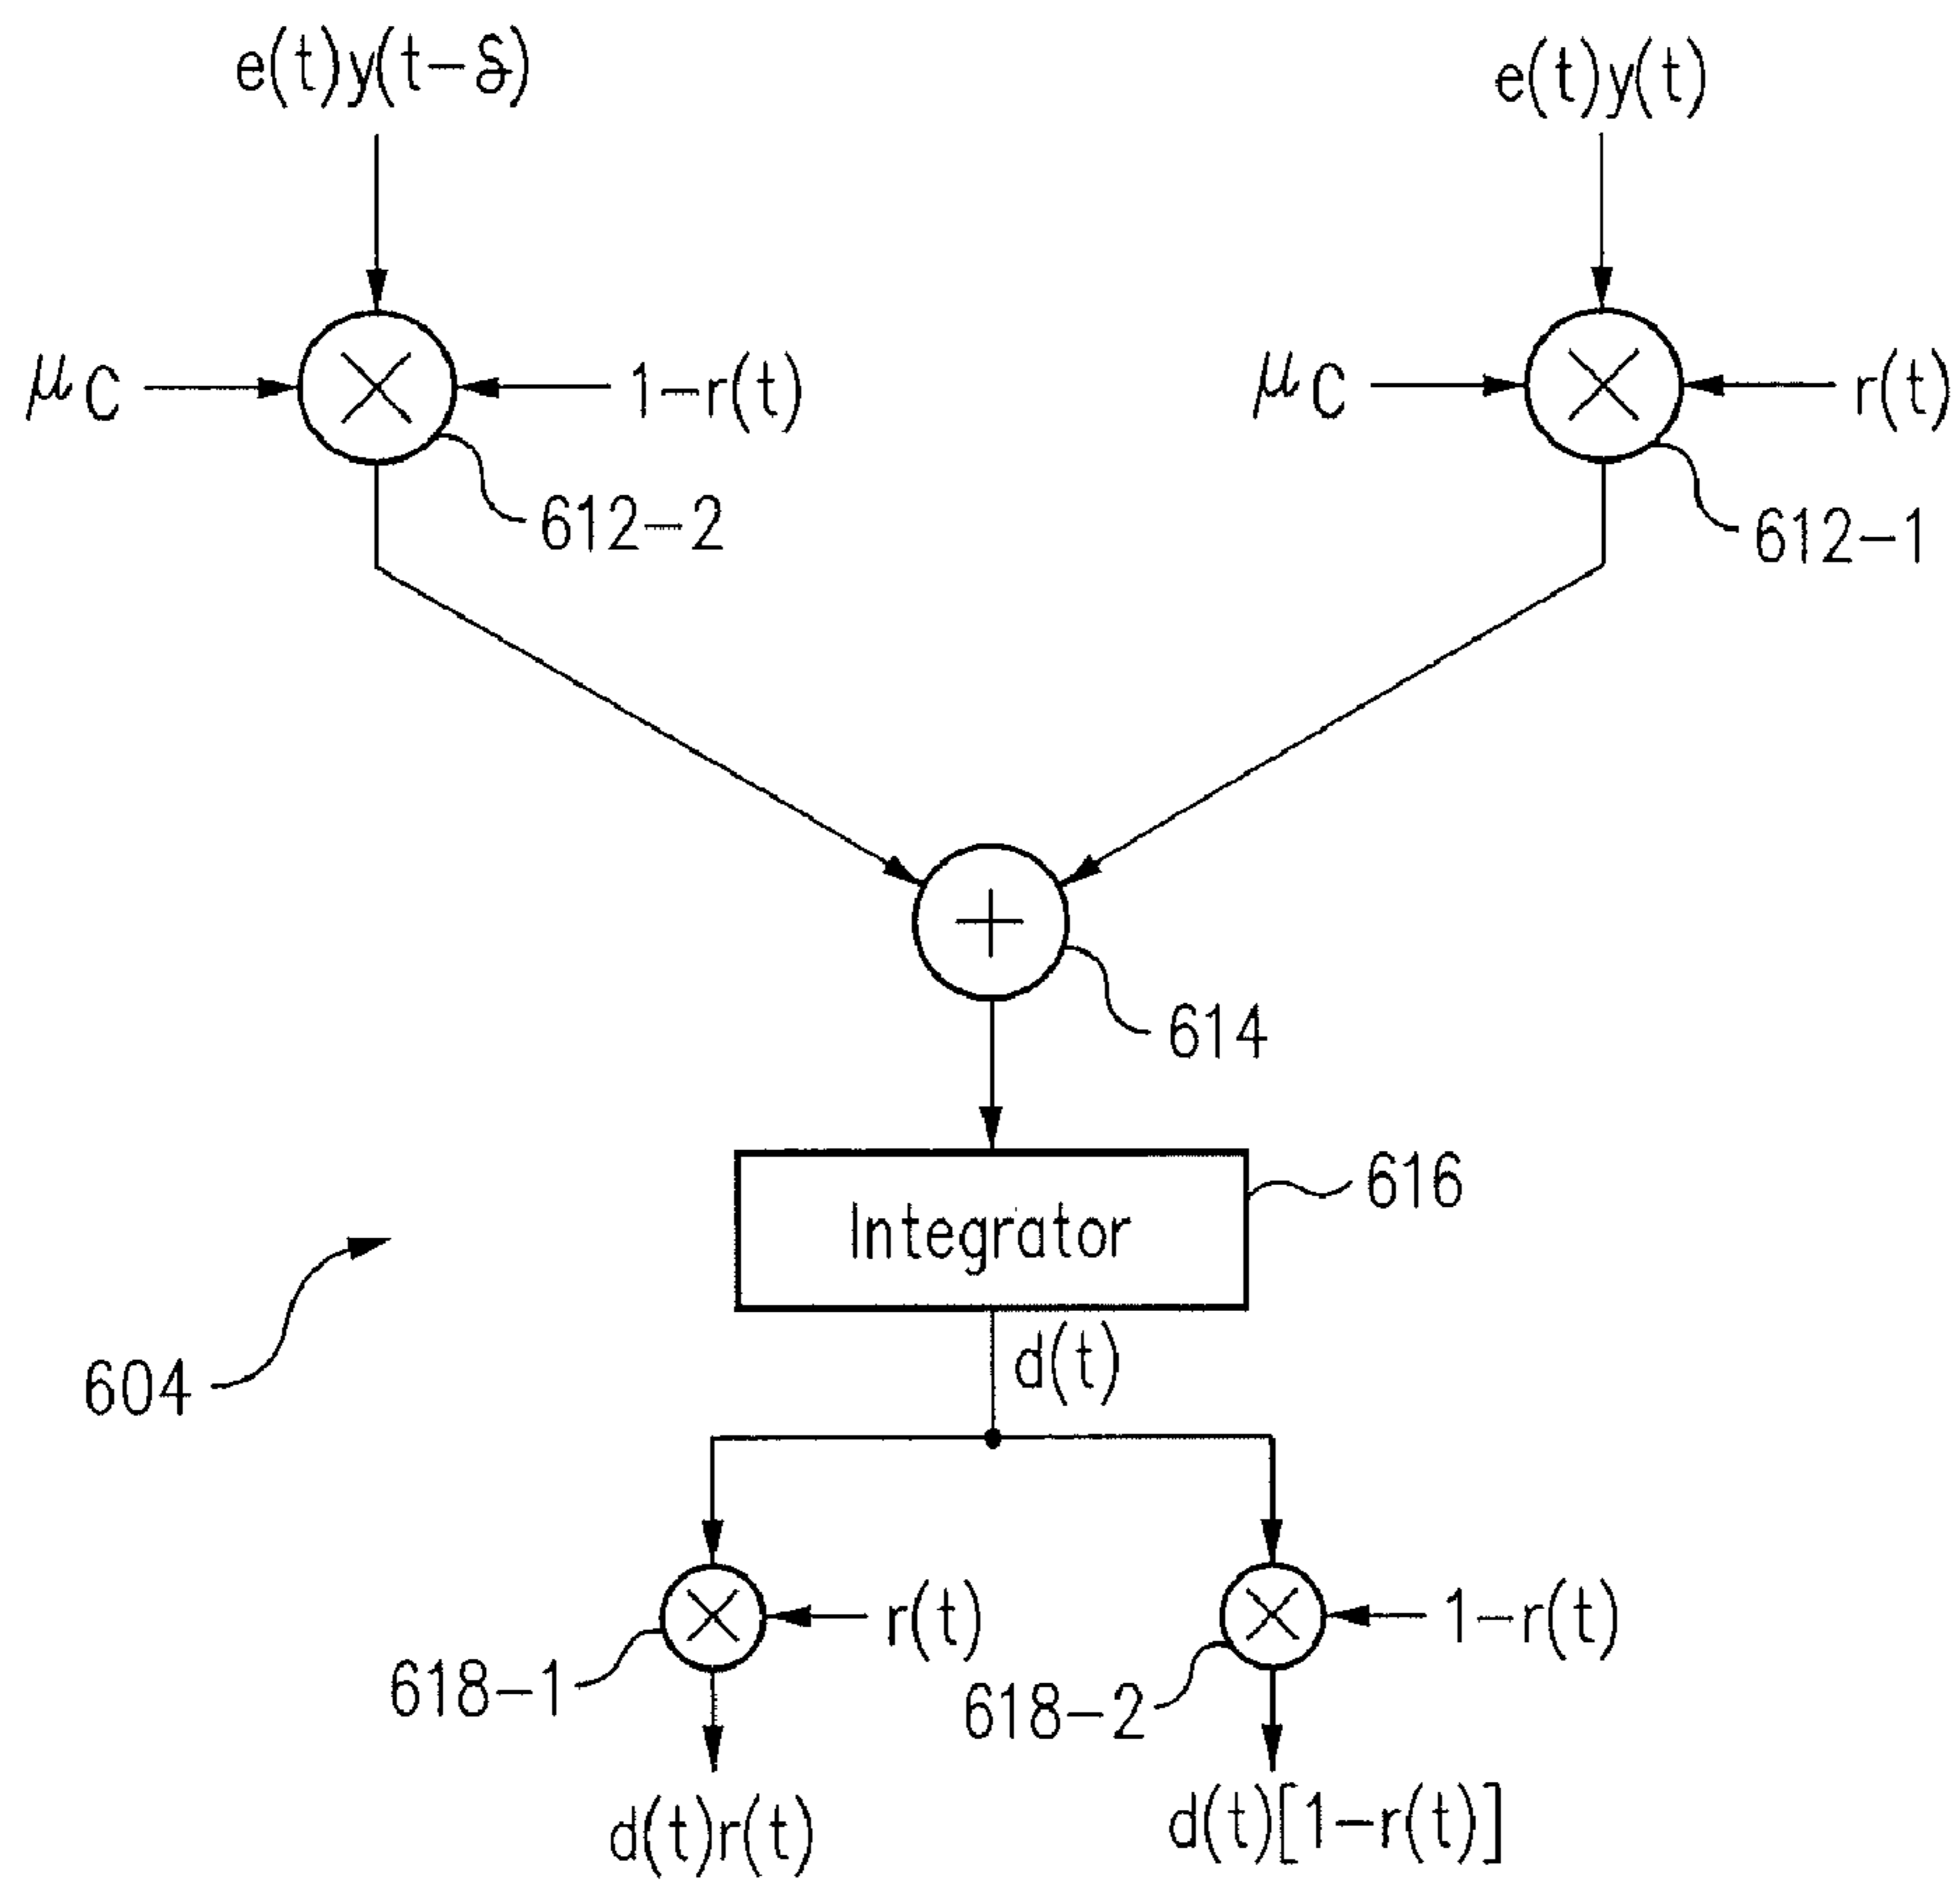 e(t)y(t−δ)
e(t)y(t)
μC
1−r(t)
μC
r(t)
612−2
612−1
614
616
Integrator
d(t)
604
r(t)
1−r(t)
618−1
618−2
d(t)r(t)
d(t)[1−r(t)]